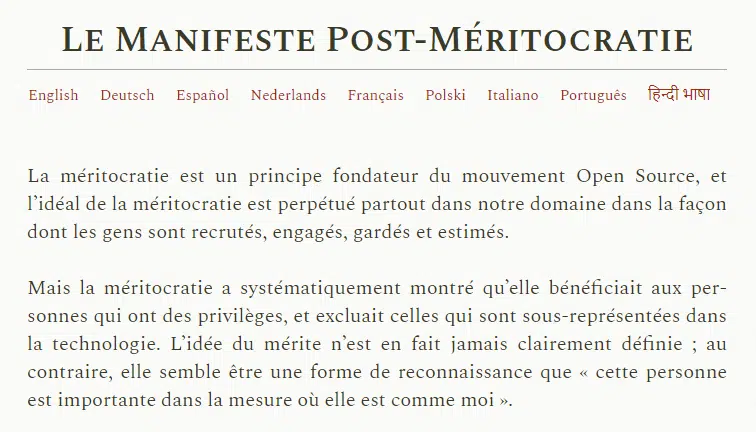 Le Manifeste Post-Méritocratie
English Deutsch Español Nederlands Français Polski Italiano Português हिन्दी भाषा
La méritocratie est un principe fondateur du mouvement Open Source, et
l’idéal de la méritocratie est perpétué partout dans notre domaine dans la façon
dont les gens sont recrutés, engagés, gardés et estimés.
Mais la méritocratie a systématiquement montré qu’elle bénéficiait aux per-
sonnes qui ont des privilèges, et excluait celles qui sont sous-représentées dans
la technologie. L’idée du mérite n’est en fait jamais clairement définie ; au
contraire, elle semble être une forme de reconnaissance que « cette personne
est importante dans la mesure où elle est comme moi ».